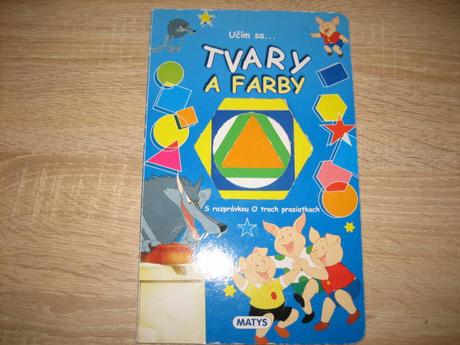 Učím sa...
TVARY
A FARBY
S rozprávkou O troch prasiatkach
MATYS